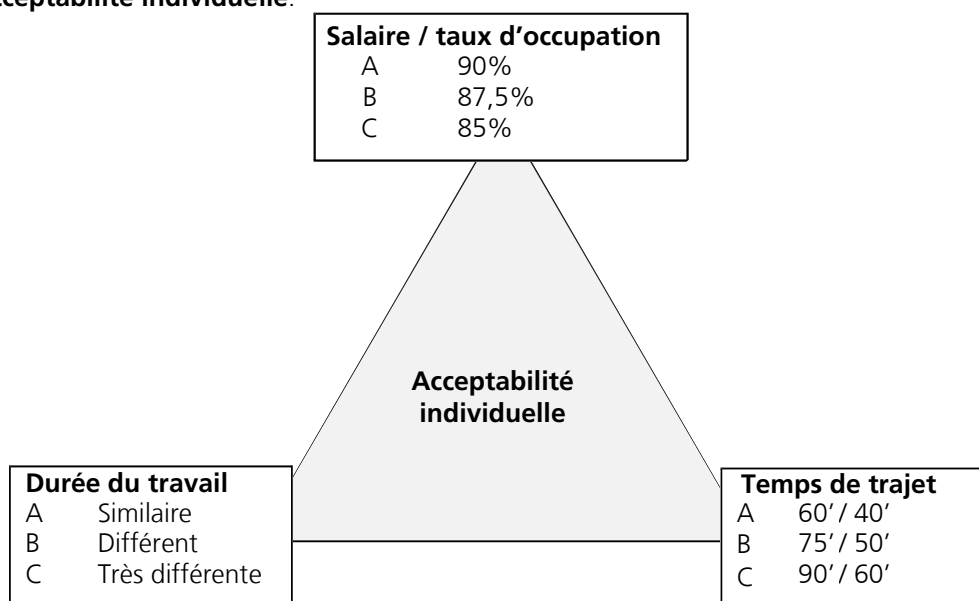 cceptabilité individuelle.
Salaire / taux d’occupation
A 90%
B 87,5%
C 85%
Acceptabilité
individuelle
Durée du travail
A Similaire
B Différent
C Très différente
Temps de trajet
A 60’ / 40’
B 75’ / 50’
C 90’ / 60’